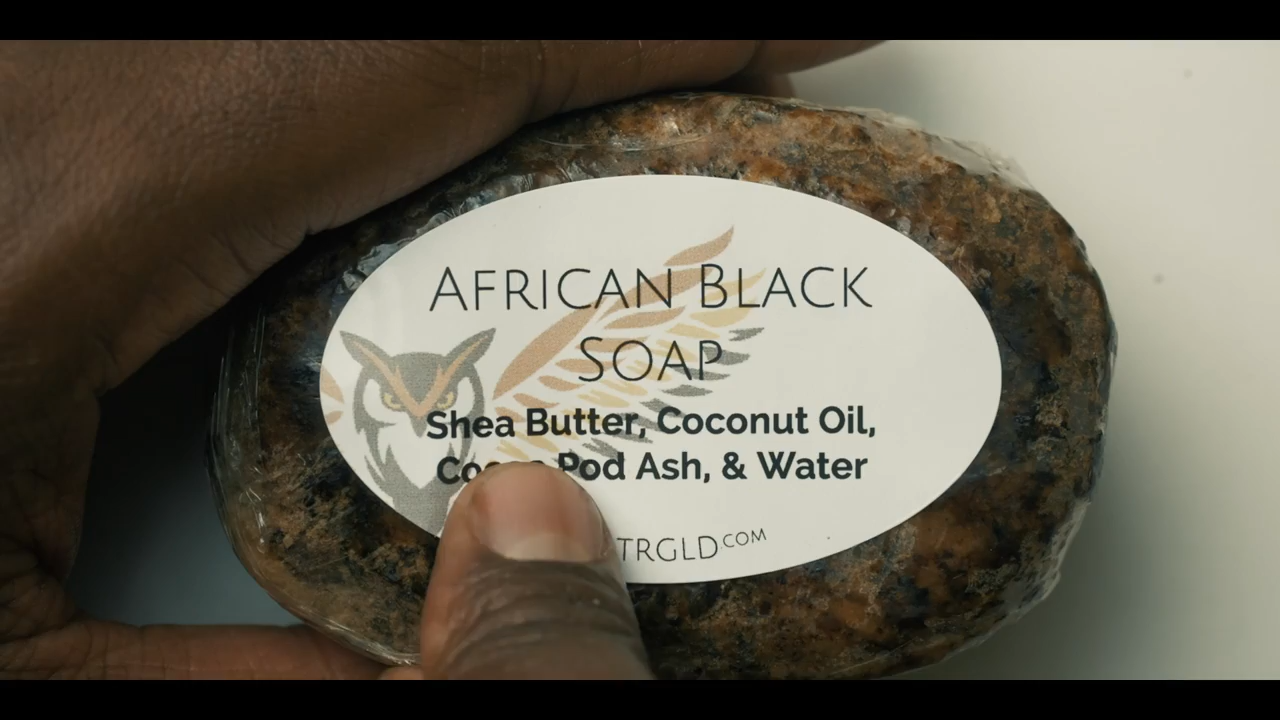 AFRICAN BLACK
SOAP
Shea Butter, Coconut Oil,
Pod Ash, & Water
TRGLD.COM